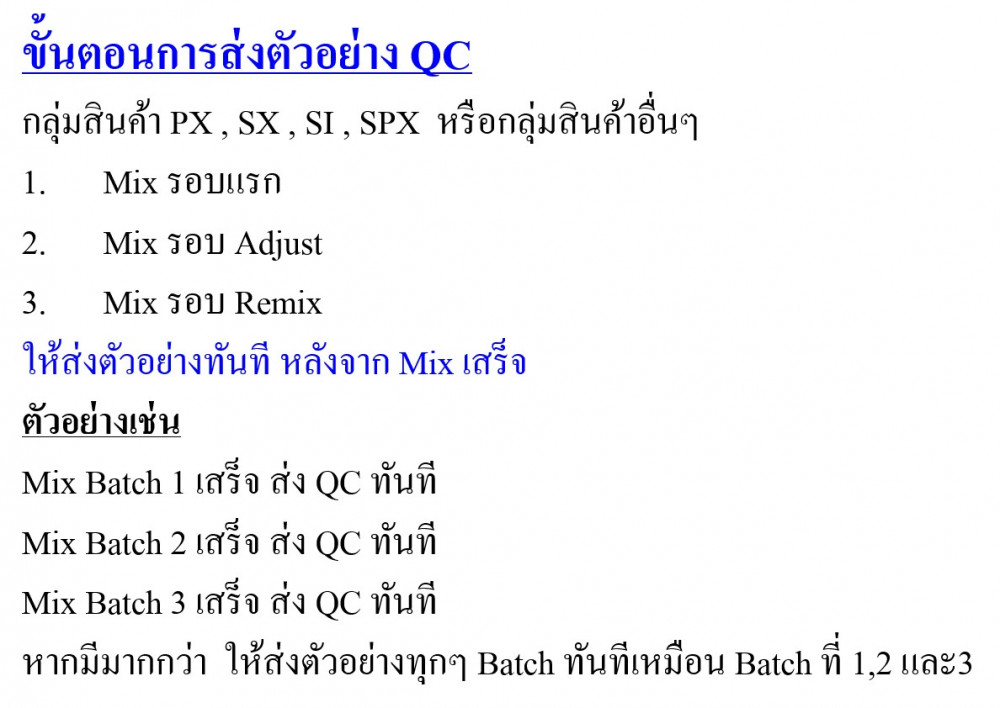 ขั้นตอนการส่งตัวอย่าง QC
กลุ่มสินค้า PX , SX , SI , SPX หรือกลุ่มสินค้าอื่นๆ
1. Mix รอบแรก
2. Mix รอบ Adjust
3. Mix รอบ Remix
ให้ส่งตัวอย่างทันที หลังจาก Mix เสร็จ
ตัวอย่างเช่น
Mix Batch 1 เสร็จ ส่ง QC ทันที
Mix Batch 2 เสร็จ ส่ง QC ทันที
Mix Batch 3 เสร็จ ส่ง QC ทันที
หากมีมากกว่า ให้ส่งตัวอย่างทุกๆ Batch ทันทีเหมือน Batch ที่ 1,2 และ3